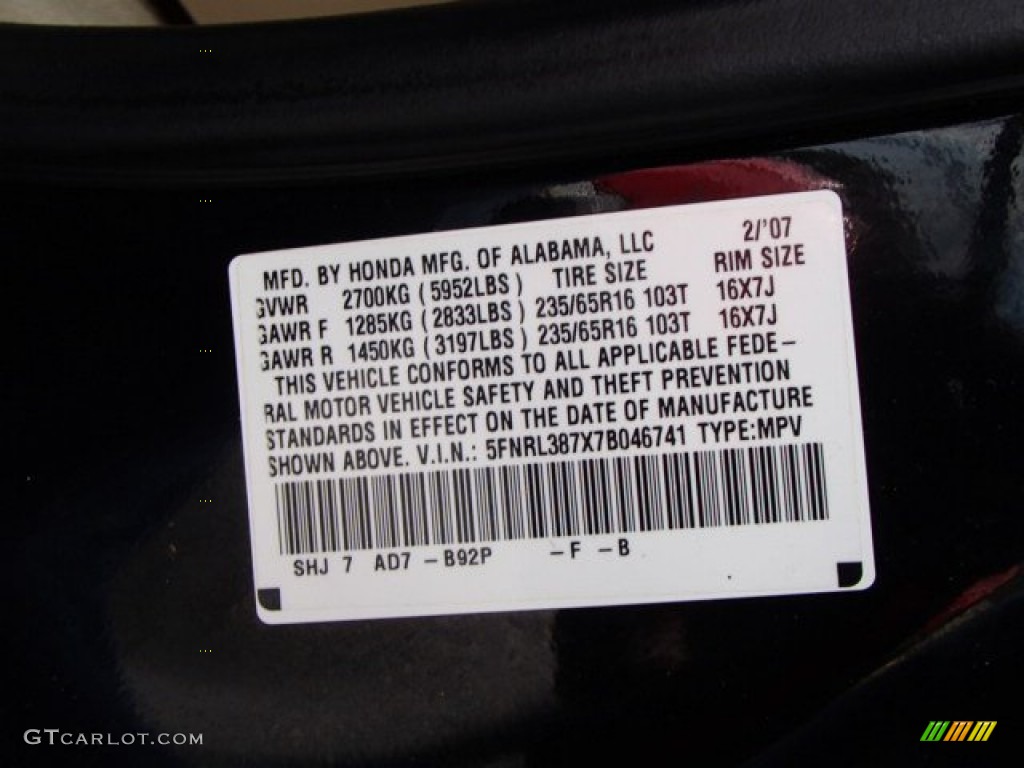 MFD. BY HONDA MFG. OF ALABAMA, LLC 2/'07
GVWR 2700KG (5952LBS) TIRE SIZE RIM SIZE
GAWR F 1285KG (2833LBS) 235/65R16 103T 16X7J
GAWR R 1450KG (3197LBS) 235/65R16 103T 16X7J
THIS VEHICLE CONFORMS TO ALL APPLICABLE FEDE-
RAL MOTOR VEHICLE SAFETY AND THEFT PREVENTION
STANDARDS IN EFFECT ON THE DATE OF MANUFACTURE
SHOWN ABOVE. V.I.N.: 5FNRL387X7B046741 TYPE:MPV
SHJ 7 AD7 -B92P -F -B
GTCARLOT.COM